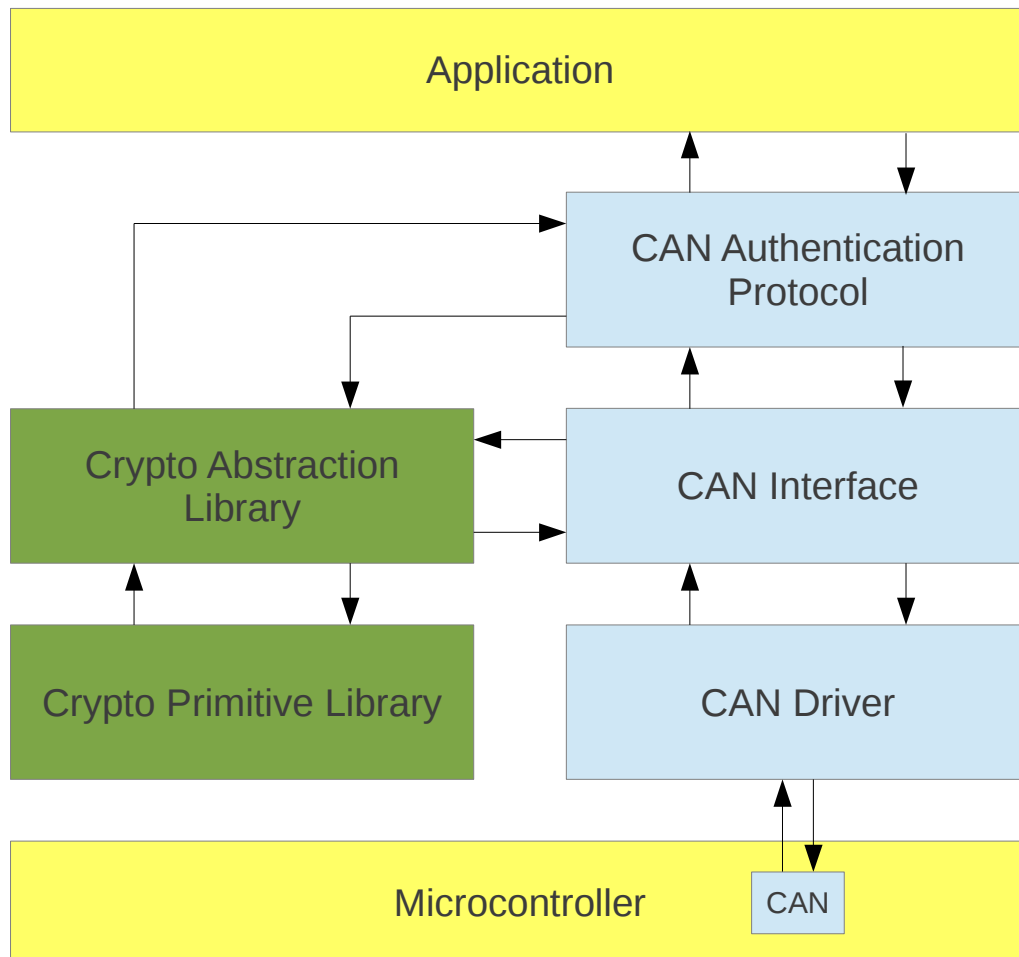 Application
CAN Authentication
Protocol
Crypto Abstraction
Library
CAN Interface
Crypto Primitive Library
CAN Driver
Microcontroller
CAN